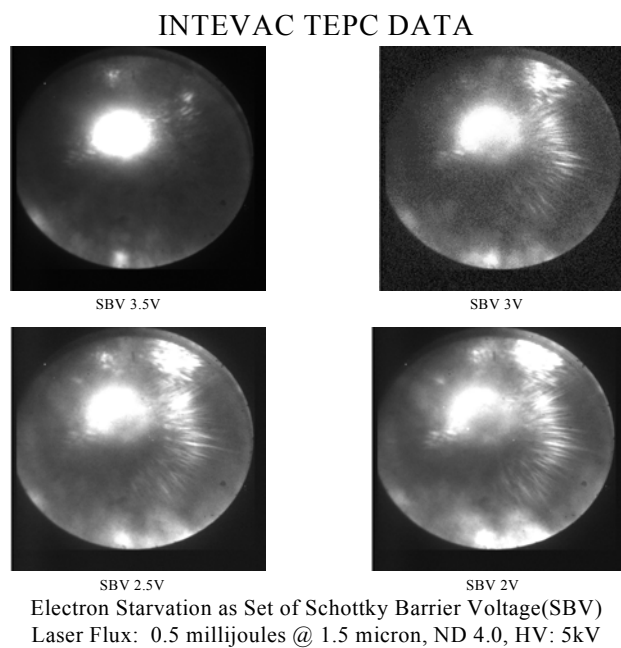 INTEVAC TEPC DATA
SBV 3.5V
SBV 3V
SBV 2.5V
SBV 2V
Electron Starvation as Set of Schottky Barrier Voltage(SBV)
Laser Flux: 0.5 millijoules @ 1.5 micron, ND 4.0, HV: 5kV